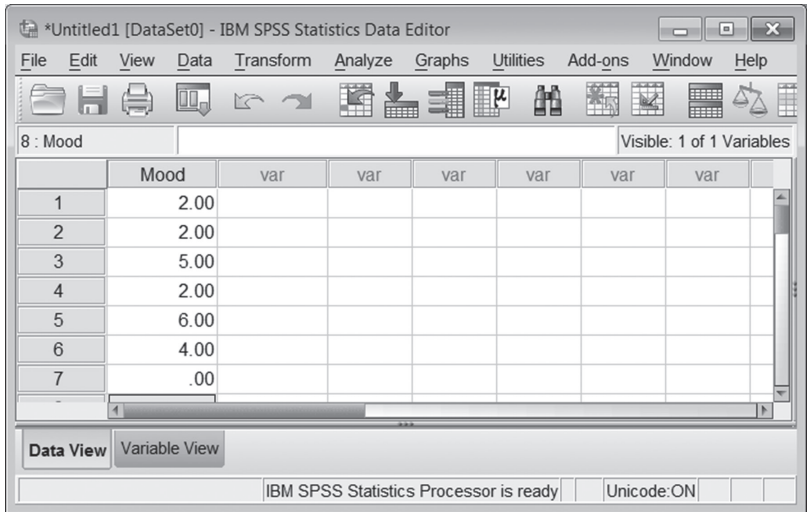 *Untitled1 [DataSet0] - IBM SPSS Statistics Data Editor
File Edit View Data Transform Analyze Graphs Utilities Add-ons Window Help
μ
8 : Mood Visible: 1 of 1 Variables
Mood var var var var var var
1 2.00
2 2.00
3 5.00
4 2.00
5 6.00
6 4.00
7 .00
Data View Variable View
IBM SPSS Statistics Processor is ready Unicode:ON